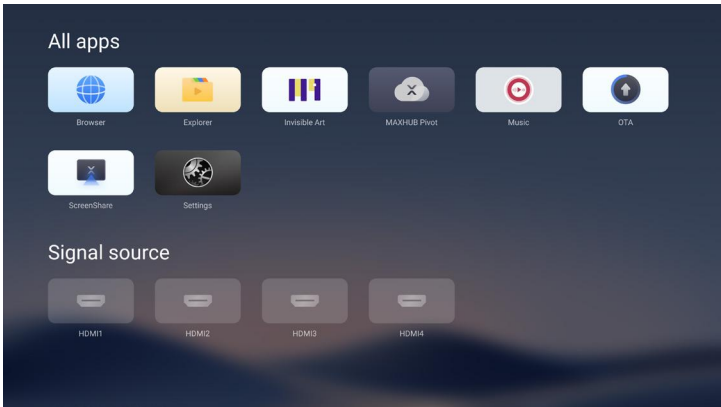 All apps
Browser
Explorer
Invisible Art
MAXHUB Pivot
Music
OTA
ScreenShare
Settings
Signal source
HDMI1
HDMI2
HDMI3
HDMI4